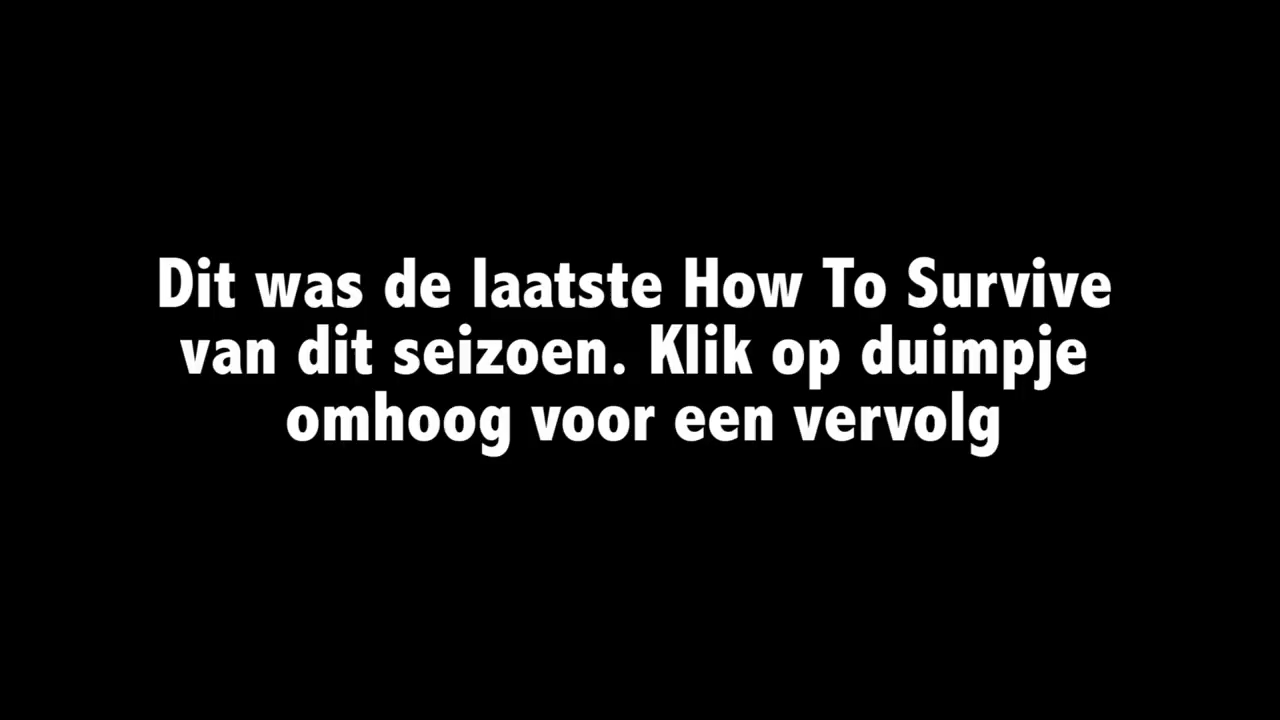 Dit was de laatste How To Survive
van dit seizoen. Klik op duimpje
omhoog voor een vervolg